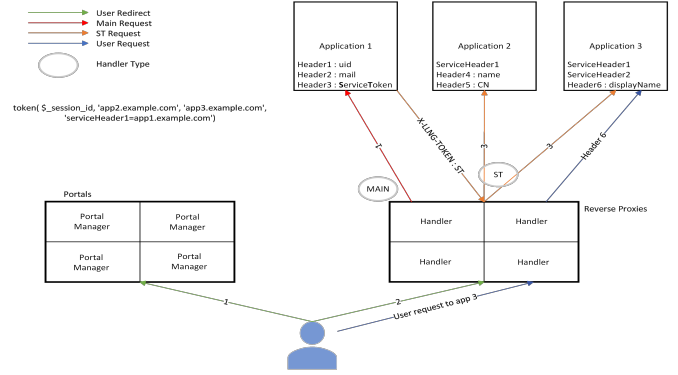 User Redirect
Main Request
ST Request
User Request
Handler Type
token( $_session_id, 'app2.example.com', 'app3.example.com',
'serviceHeader1=app1.example.com')
Application 1
Header1 : uid
Header2 : mail
Header3 : ServiceToken
Application 2
ServiceHeader1
Header4 : name
Header5 : CN
Application 3
ServiceHeader1
ServiceHeader2
Header6 : displayName
1
X-LLNG-TOKEN : ST
3
3
Header 6
MAIN
ST
Portals
Portal
Manager
Portal
Manager
Portal
Manager
Portal
Manager
Reverse Proxies
Handler
Handler
Handler
Handler
1
2
User request to app 3